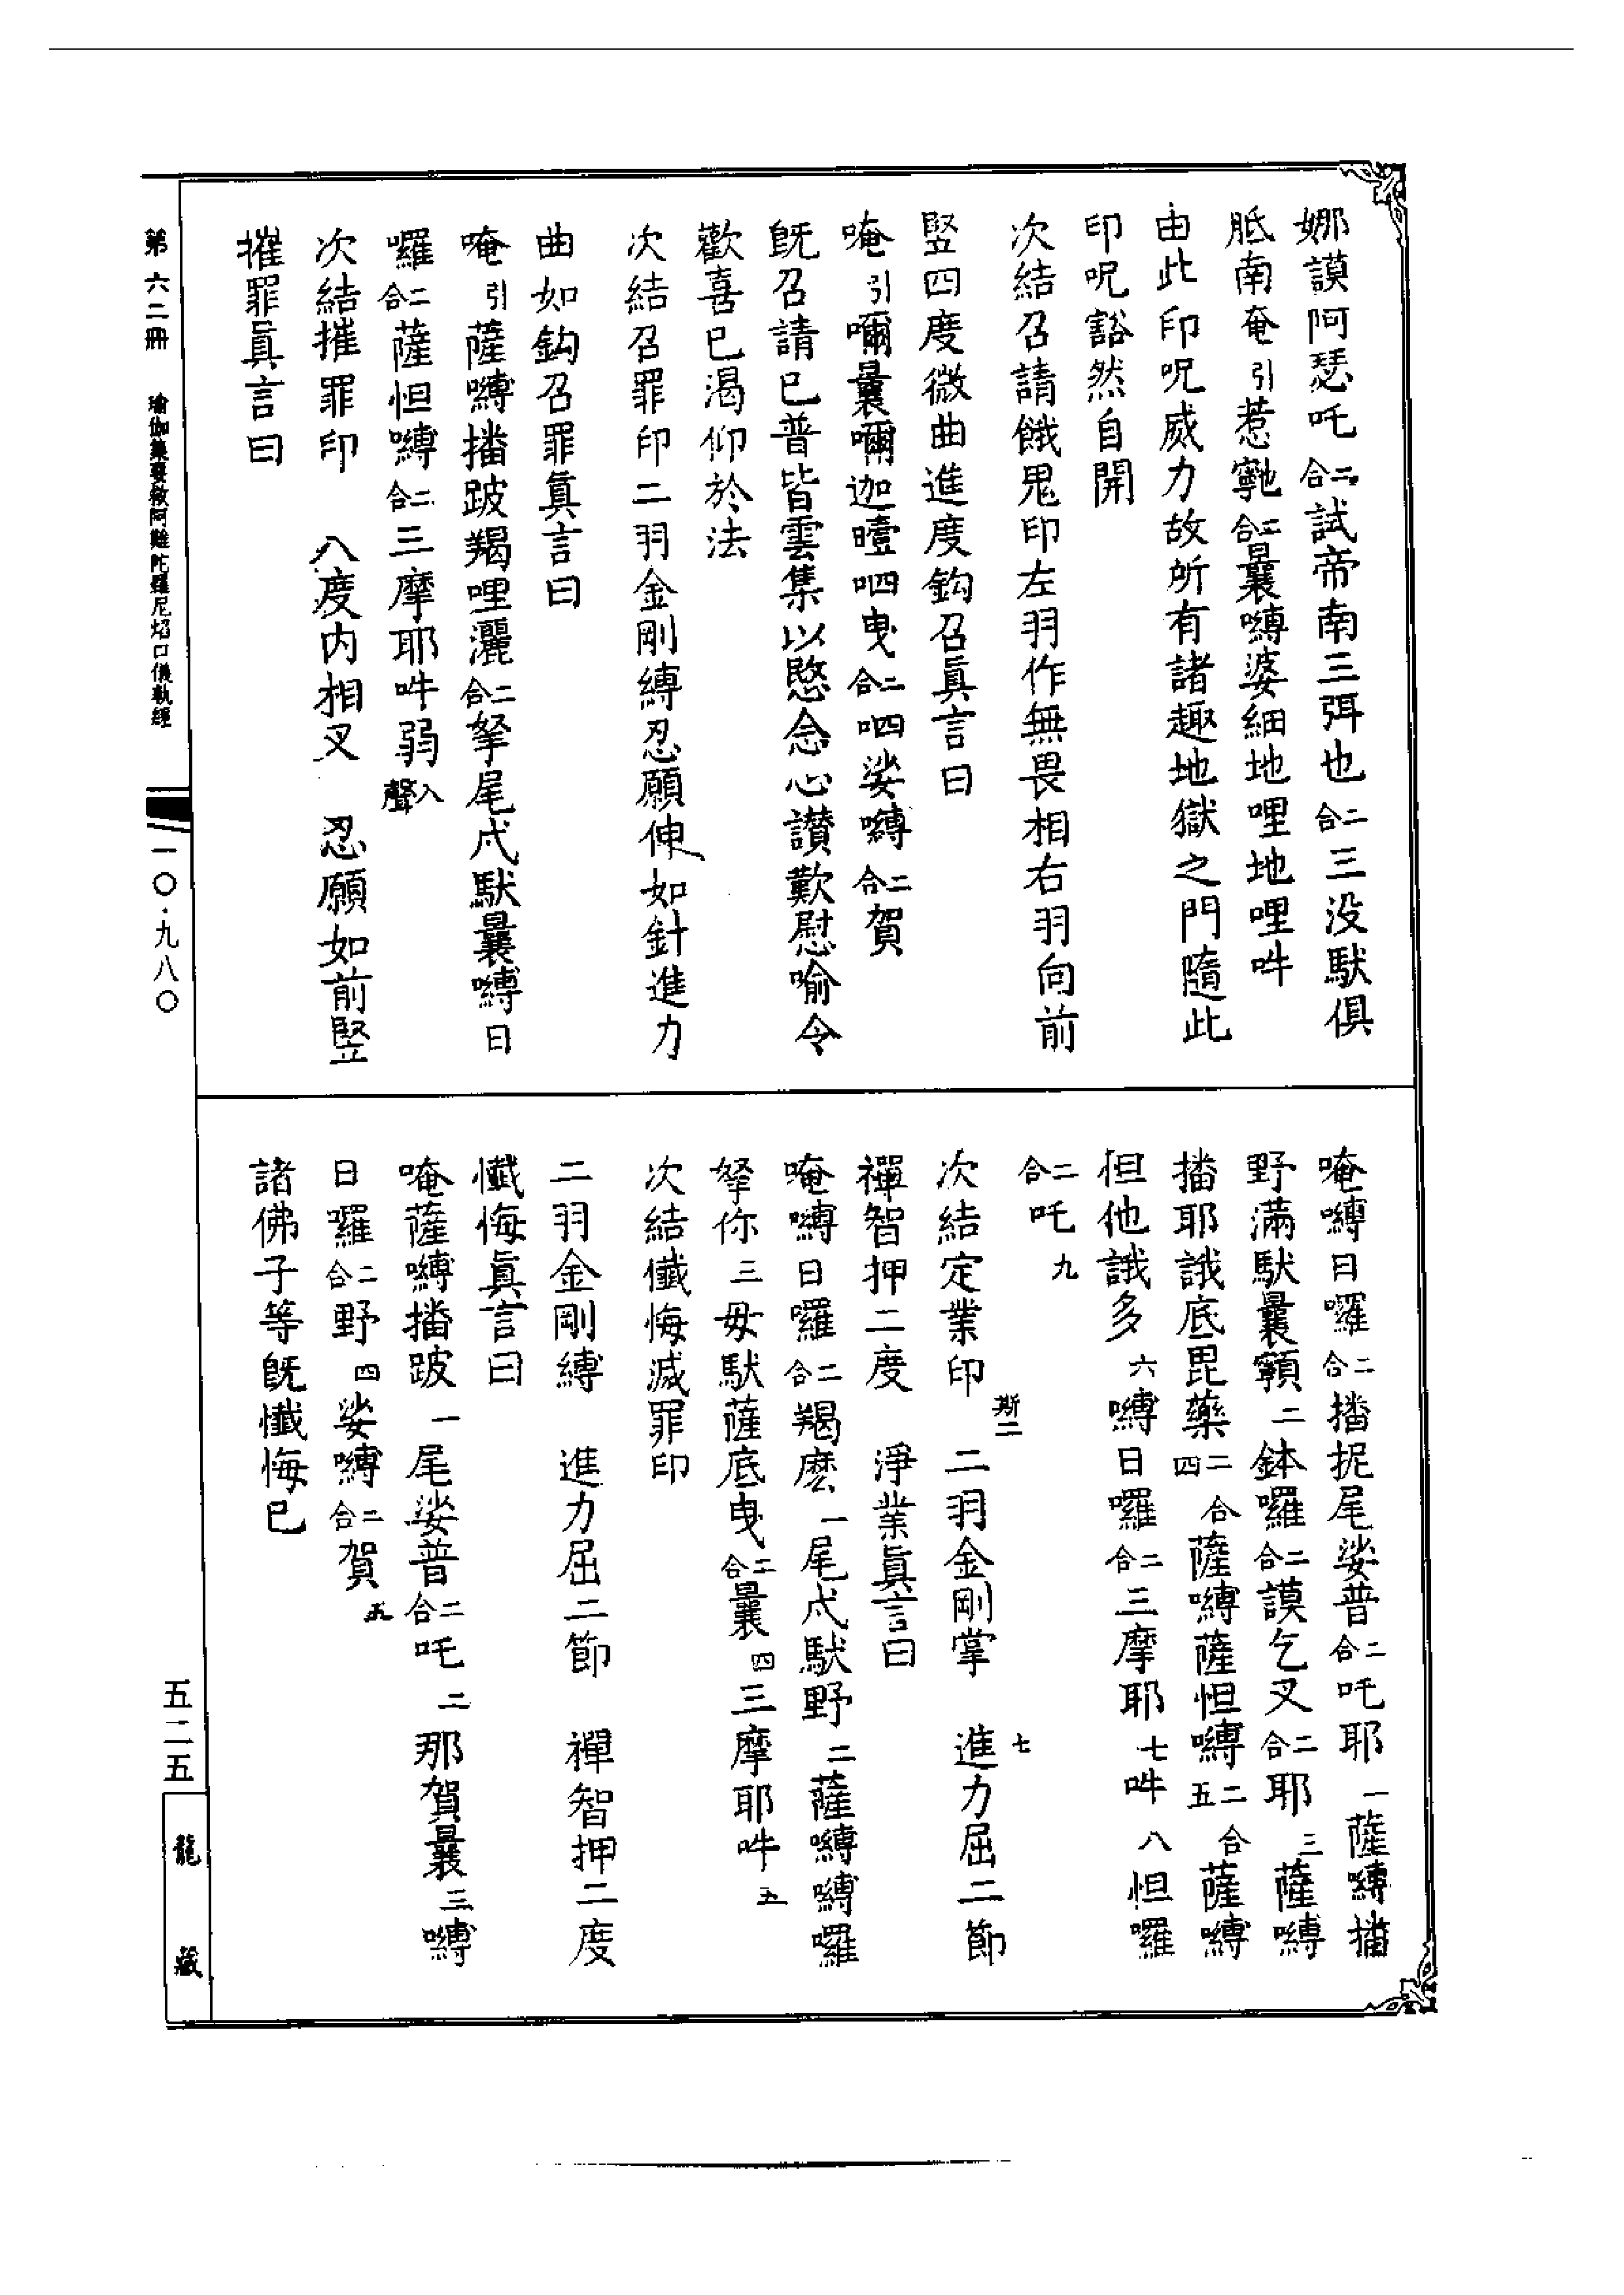 娜謨阿瑟吒二合試帝南三弭也二合三没馱俱
胝南奄引惹𡁠二合曩嚩婆細地哩地哩吽
由此印呪威力故所有諸趣地獄之門隨此
印呪豁然自開
次結召請餓鬼印左羽作無畏相右羽向前
竪四度微曲進度鈎召眞言曰
唵引嚩曩嚩迦曀呬曳二合呬娑嚩二合賀
旣召請已普皆雲集以愍念心讃歎慰喻令
歡喜已渴仰於法
次結召罪印二羽金剛縛忍願伸如針進力
曲如鈎召罪眞言曰
唵引薩嚩播跛羯哩灑二合拏尾戍馱曩嚩日
囉二合薩怛嚩二合三摩耶吽弱入聲
次結摧罪印　八度内相叉　忍願如前竪
摧罪眞言曰
唵嚩日囉二合播抳尾娑普二合吒耶一薩嚩播
野滿馱曩𩕳二鉢囉二合謨乞叉二合耶三薩嚩
播耶誐底毘藥二合四薩嚩薩怛嚩二合五薩嚩
怛他誐多六嚩日囉二合三摩耶七吽八怛囉
二合吒九
次結定業印　二羽金剛掌　進力屈二節
禪智押二度　淨業眞言曰
唵嚩日囉二合羯麽一尾戍馱野二薩嚩嚩囉
拏你三毋馱薩底曳二合曩四三摩耶吽五
次結懺悔滅罪印
二羽金剛縛　進力屈二節　禪智押二度
懺悔眞言曰
唵薩嚩播跛一尾娑普二合吒二那賀曩三嚩
日囉二合野四娑嚩二合賀五
諸佛子等旣懺悔已
斯二
七
第六二冊　瑜伽集要救阿難陀羅尼焰口儀軌經
一〇·九八〇
五二五
龍藏